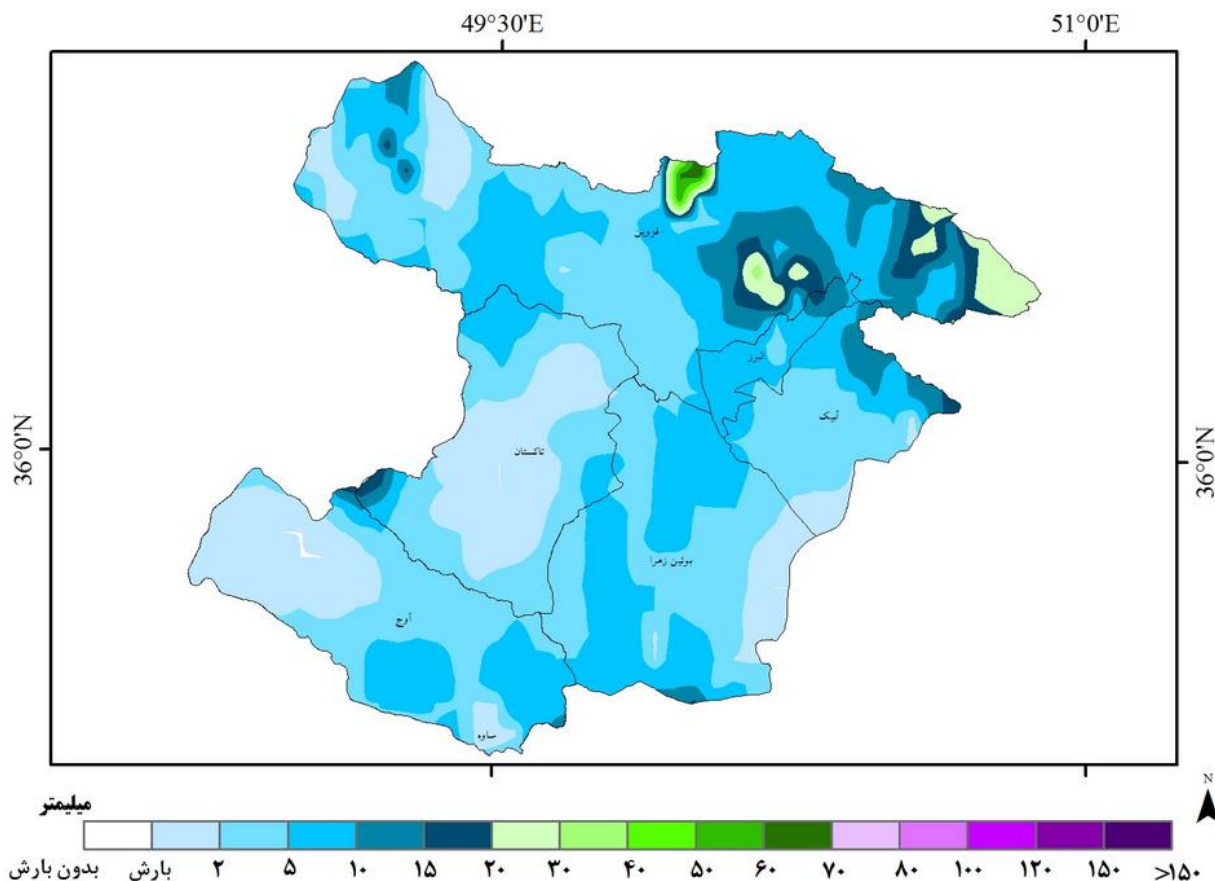 49°30'E 51°0'E
قزوین
البرز
آبیک
36°0'N 36°0'N
تاکستان
بوئین زهرا
آوج
ساوه
N
میلیمتر
بدون بارش بارش ۲ ۵ ۱۰ ۱۵ ۲۰ ۳۰ ۴۰ ۵۰ ۶۰ ۷۰ ۸۰ ۱۰۰ ۱۲۰ ۱۵۰ >۱۵۰